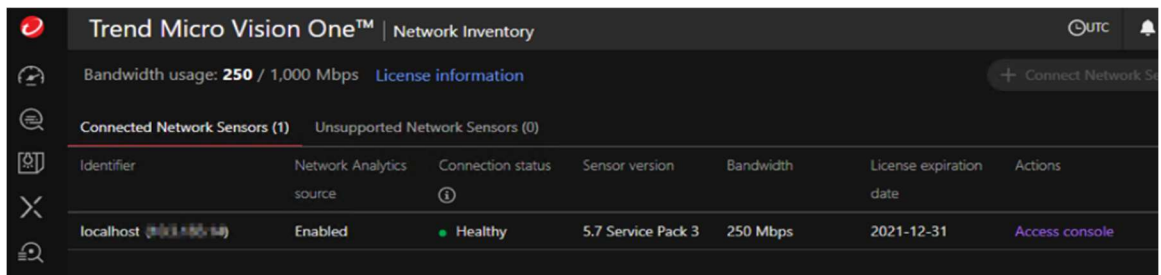 Trend Micro Vision One™ | Network Inventory UTC
Bandwidth usage: 250 / 1,000 Mbps License information + Connect Network Se
Connected Network Sensors (1) Unsupported Network Sensors (0)
Identifier Network Analytics Connection status Sensor version Bandwidth License expiration Actions
source date
localhost Enabled Healthy 5.7 Service Pack 3 250 Mbps 2021-12-31 Access console